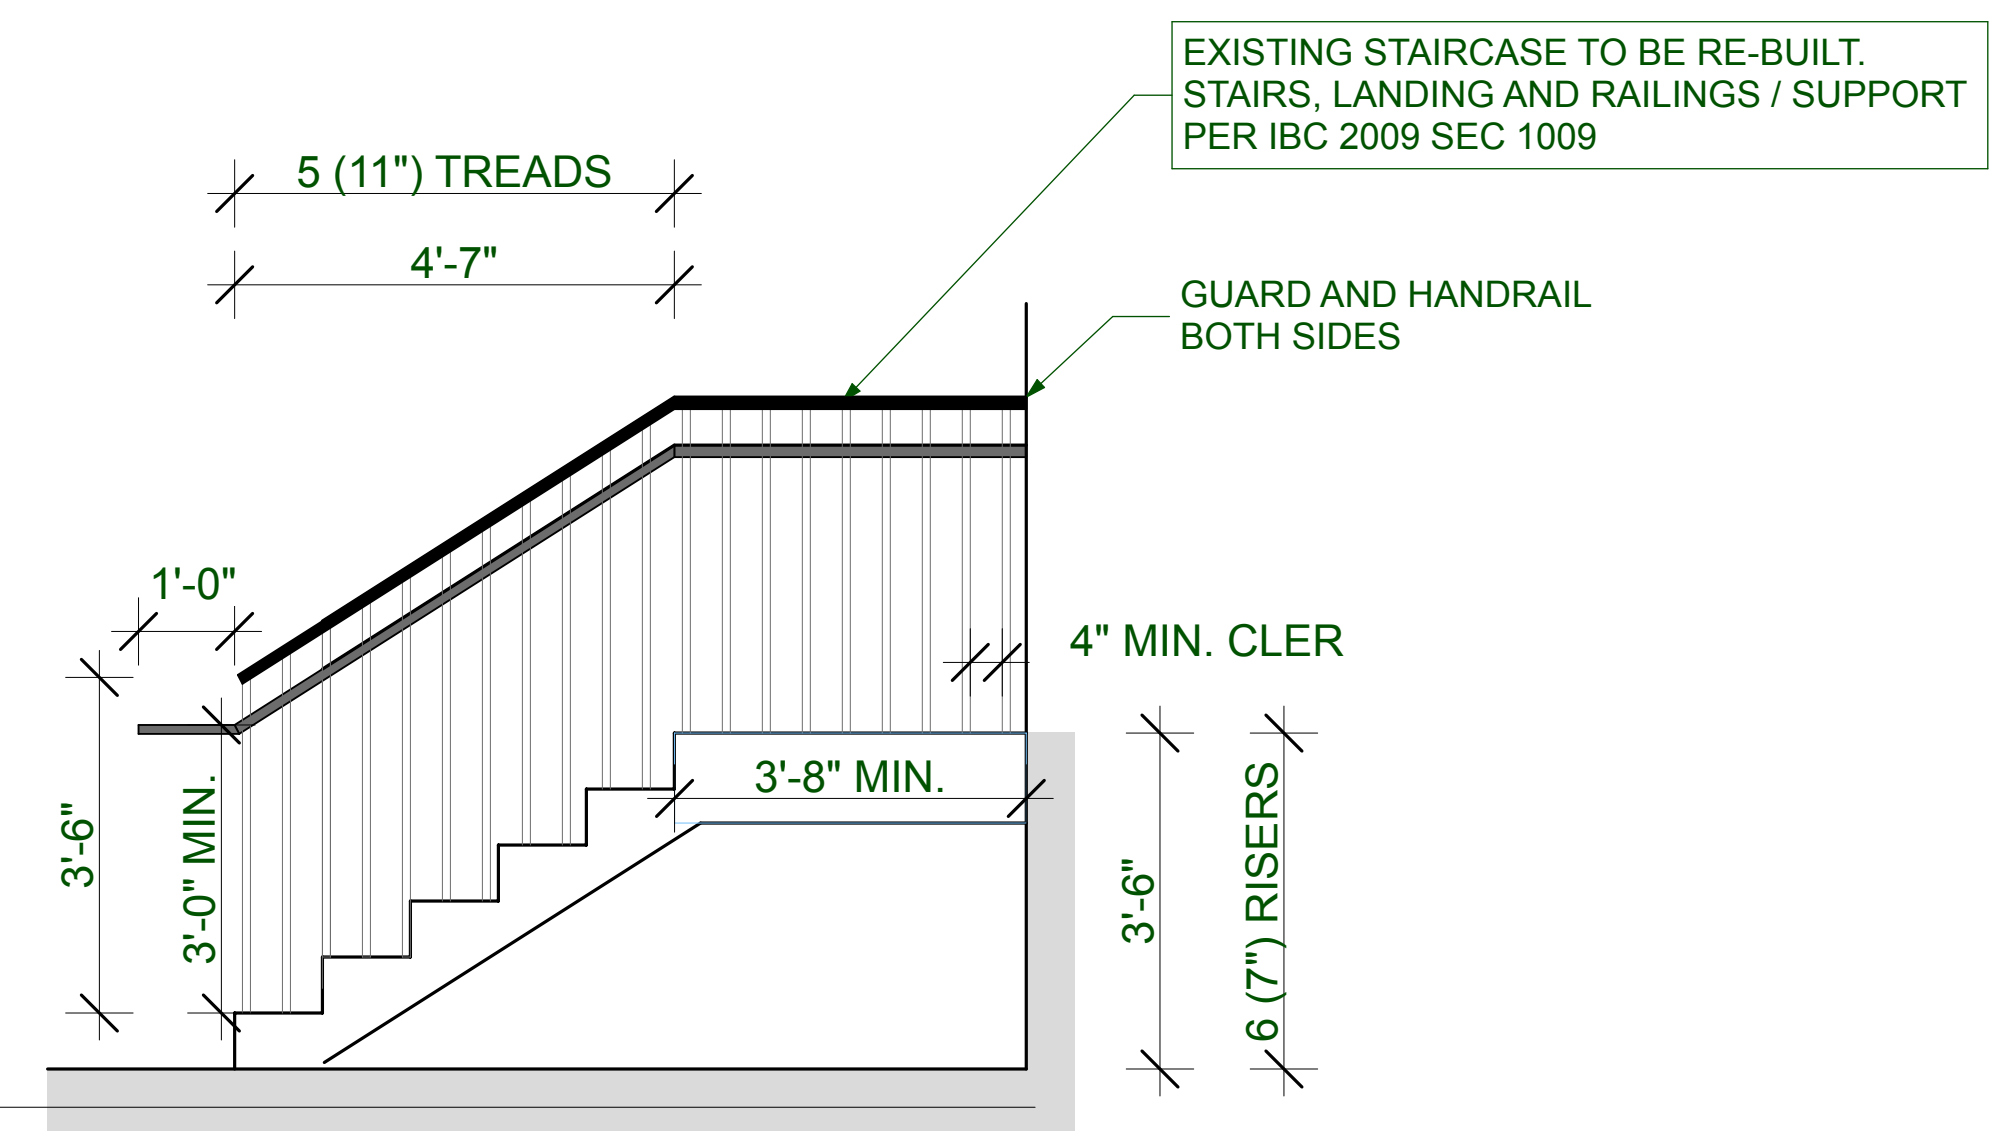 EXISTING STAIRCASE TO BE RE-BUILT.
STAIRS, LANDING AND RAILINGS / SUPPORT
PER IBC 2009 SEC 1009
5 (11") TREADS
4'-7"
GUARD AND HANDRAIL
BOTH SIDES
1'-0"
4" MIN. CLER
3'-8" MIN.
3'-6"
3'-0" MIN.
3'-6"
6 (7") RISERS